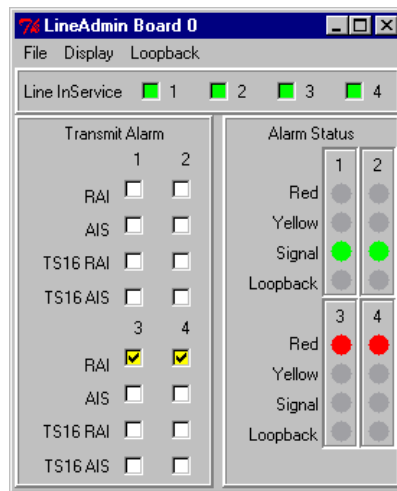 7% LineAdmin Board 0
File Display Loopback
Line InService 1 2 3 4
Transmit Alarm
1 2
RAI
AIS
TS16 RAI
TS16 AIS
3 4
RAI
AIS
TS16 RAI
TS16 AIS
Alarm Status
1 2
Red
Yellow
Signal
Loopback
3 4
Red
Yellow
Signal
Loopback